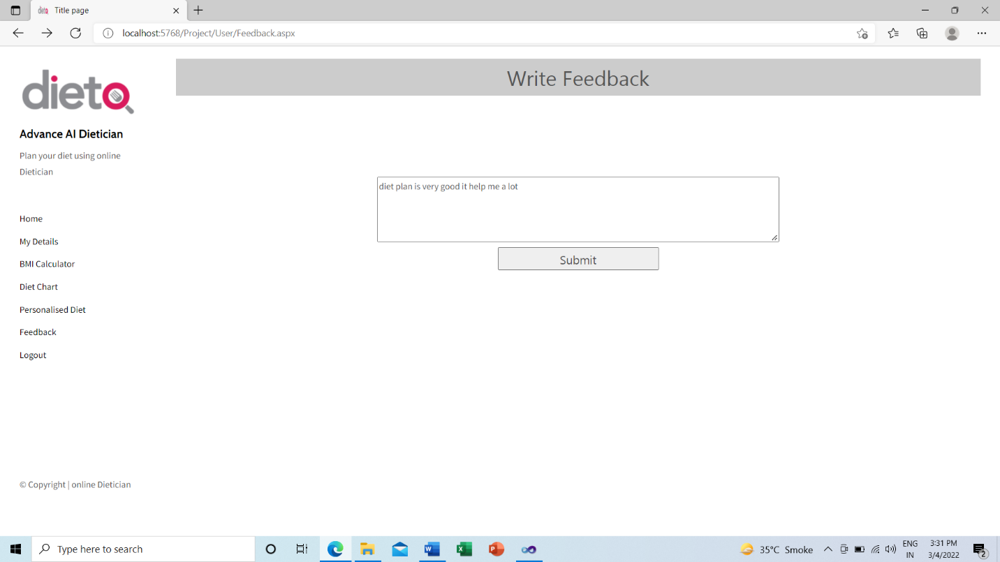 Title page
localhost:5768/Project/User/Feedback.aspx
dieto
Write Feedback
Advance AI Dietician
Plan your diet using online
Dietician
diet plan is very good it help me a lot
Submit
Home
My Details
BMI Calculator
Diet Chart
Personalised Diet
Feedback
Logout
© Copyright | online Dietician
Type here to search
35°C Smoke
ENG
IN
3:31 PM
3/4/2022
2